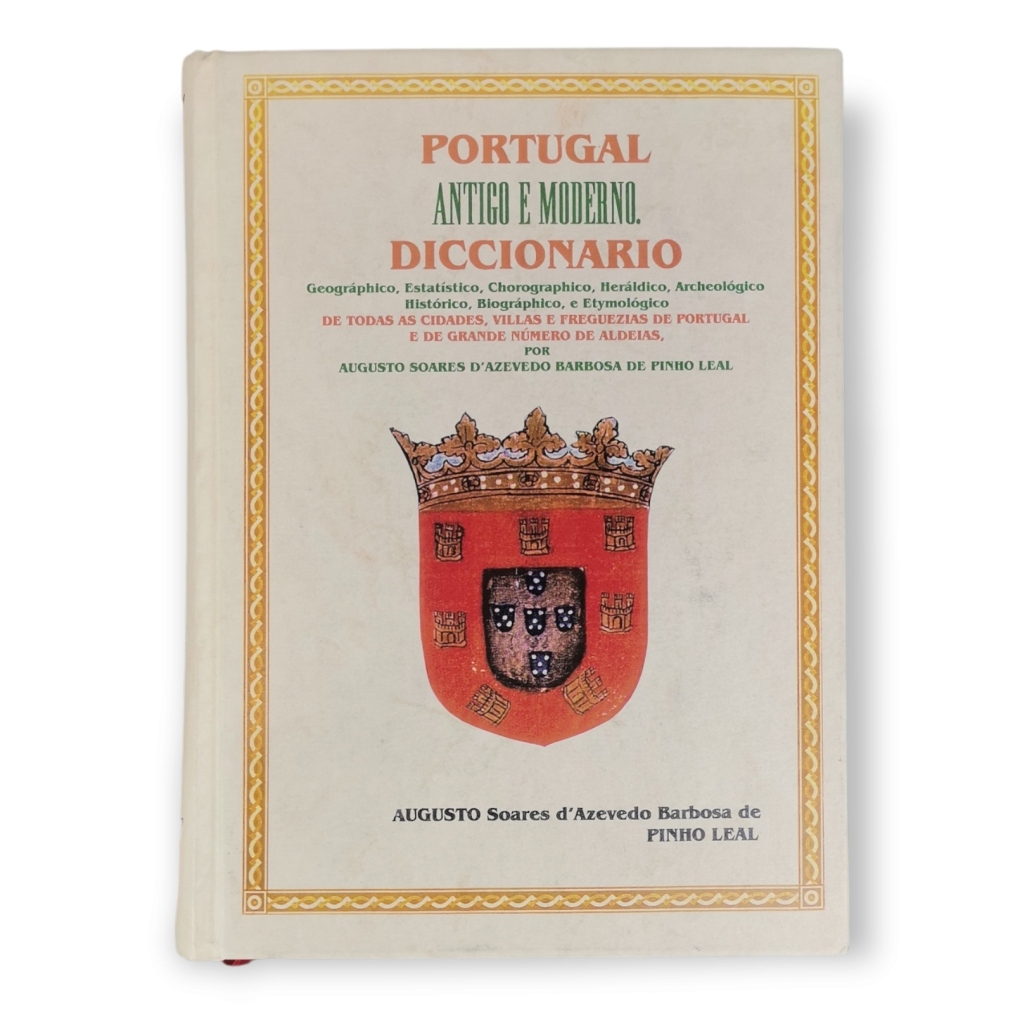 PORTUGAL
ANTIGO E MODERNO.
DICCIONARIO
Geográphico, Estatístico, Chorographico, Heráldico, Archeológico
Histórico, Biográphico, e Etymológico
DE TODAS AS CIDADES, VILLAS E FREGUEZIAS DE PORTUGAL
E DE GRANDE NÚMERO DE ALDEIAS,
POR
AUGUSTO SOARES D'AZEVEDO BARBOSA DE PINHO LEAL
AUGUSTO Soares d'Azevedo Barbosa de
PINHO LEAL